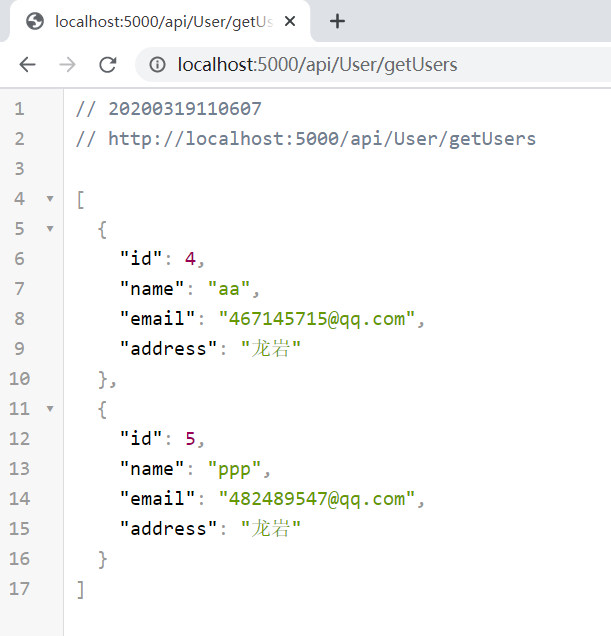 localhost:5000/api/User/getUs
localhost:5000/api/User/getUsers
1 // 20200319110607
2 // http://localhost:5000/api/User/getUsers
3
4 [
5 {
6 "id": 4,
7 "name": "aa",
8 "email": "467145715@qq.com",
9 "address": "龙岩"
10 },
11 {
12 "id": 5,
13 "name": "ppp",
14 "email": "482489547@qq.com",
15 "address": "龙岩"
16 }
17 ]